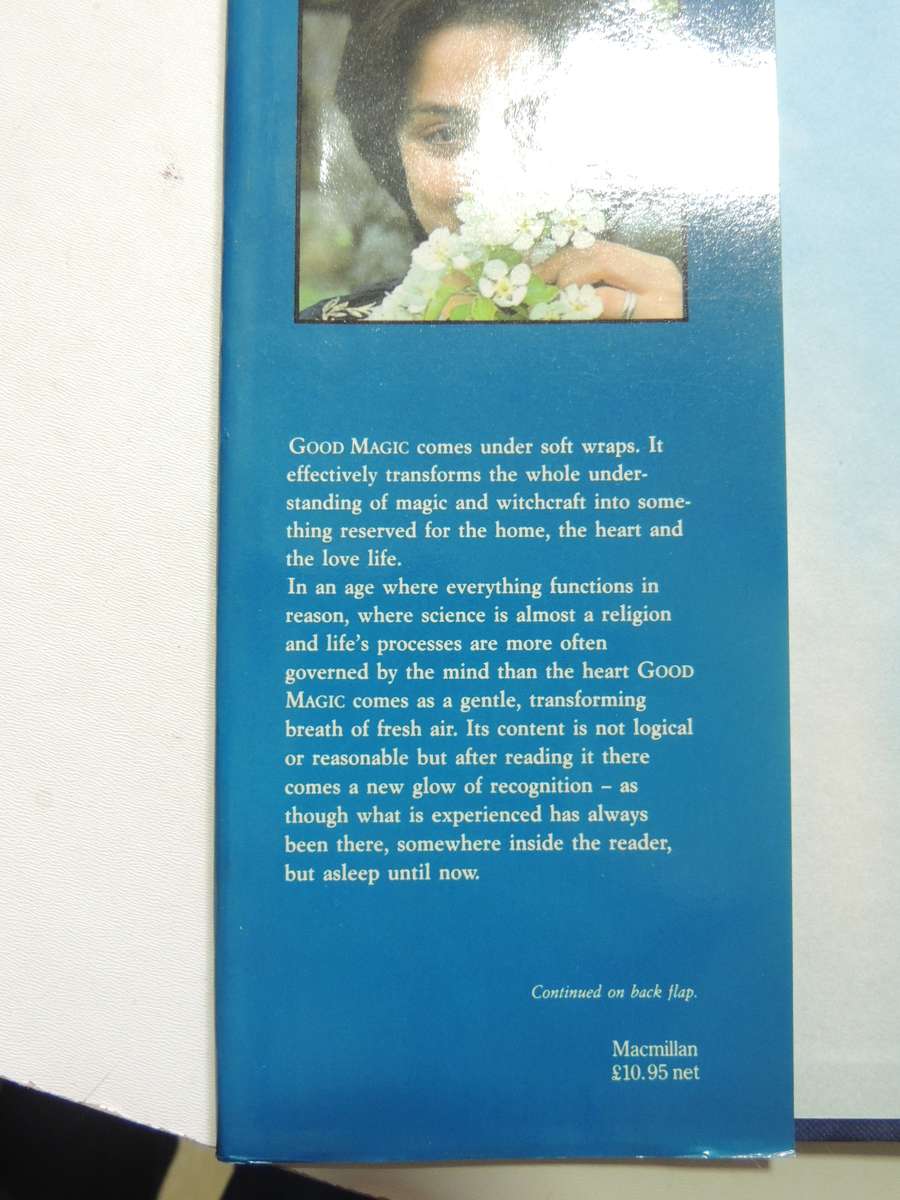 GOOD MAGIC comes under soft wraps. It
effectively transforms the whole under-
standing of magic and witchcraft into some-
thing reserved for the home, the heart and
the love life.
In an age where everything functions in
reason, where science is almost a religion
and life's processes are more often
governed by the mind than the heart GOOD
MAGIC comes as a gentle, transforming
breath of fresh air. Its content is not logical
or reasonable but after reading it there
comes a new glow of recognition – as
though what is experienced has always
been there, somewhere inside the reader,
but asleep until now.
Continued on back flap.
Macmillan
£10.95 net